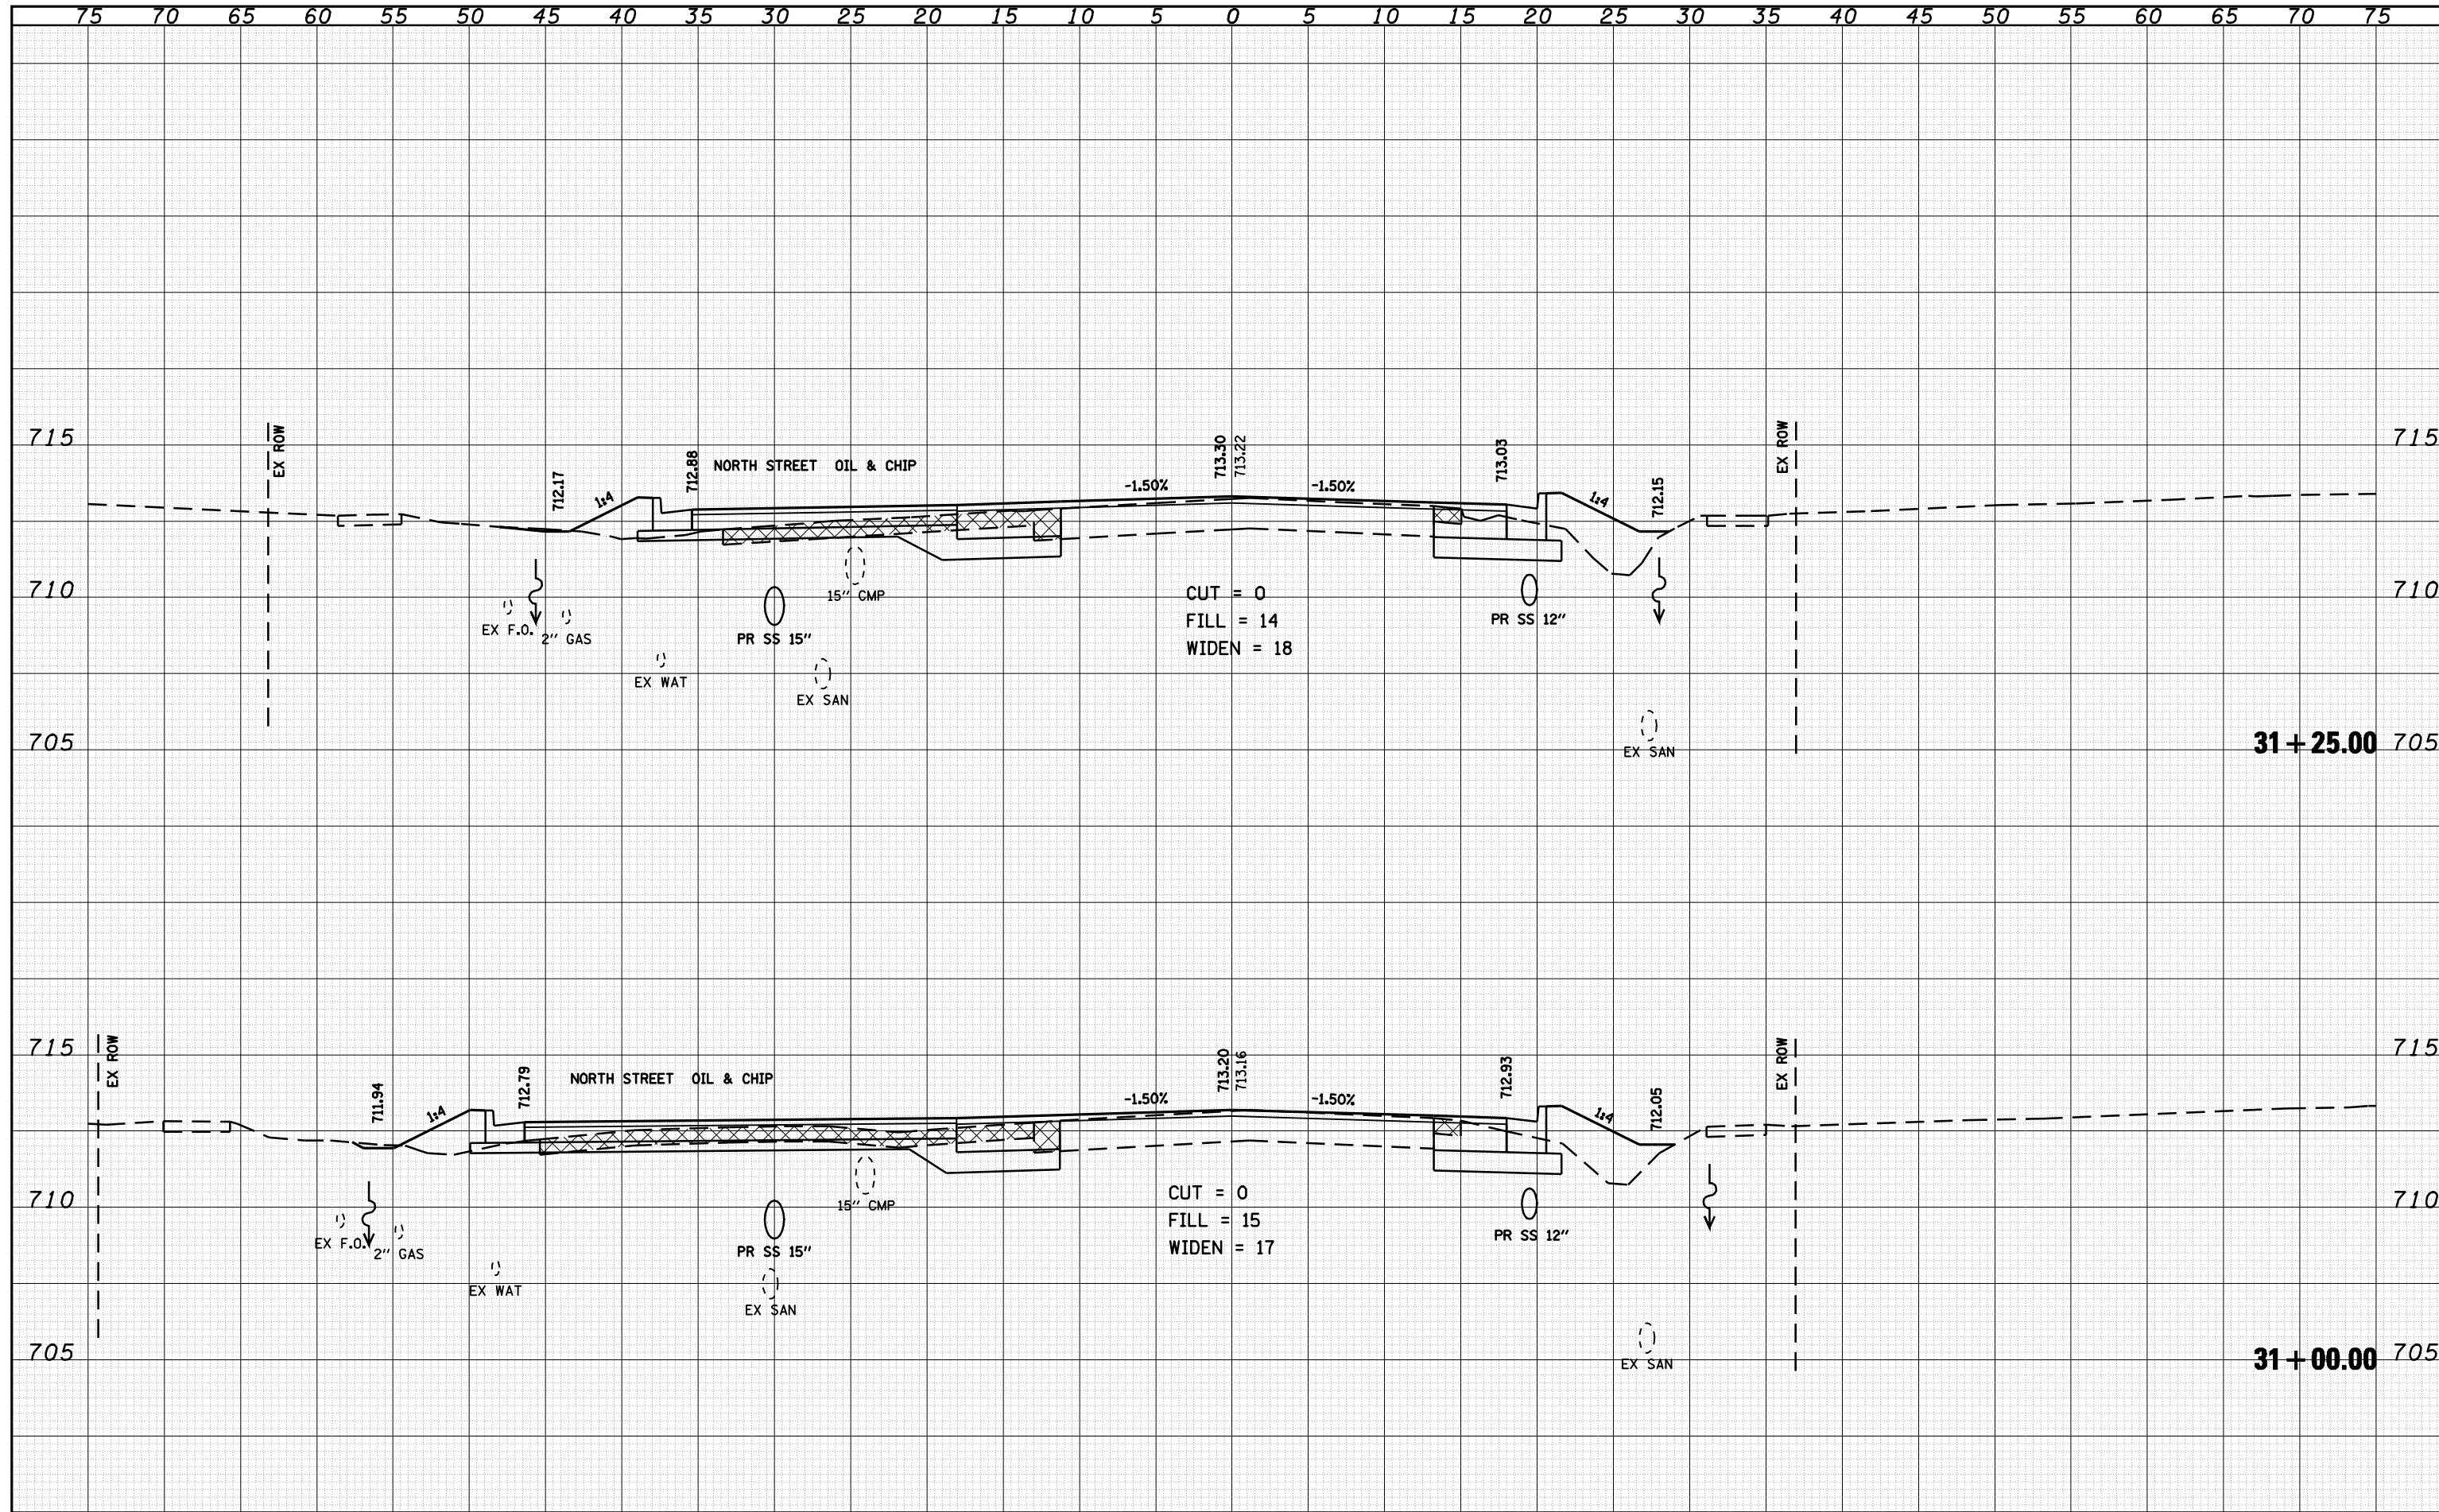 75 70 65 60 55 50 45 40 35 30 25 20 15 10 5 0 5 10 15 20 25 30 35 40 45 50 55 60 65 70 75
715 715
EX ROW
712.17
1:4
712.88
NORTH STREET OIL & CHIP
-1.50%
713.30
713.22
-1.50%
713.03
1:4
712.15
EX ROW
710 710
EX F.O.
2" GAS
EX WAT
PR SS 15"
15" CMP
EX SAN
CUT = 0
FILL = 14
WIDEN = 18
PR SS 12"
EX SAN
705 31+25.00 705
715 715
EX ROW
711.94
1:4
712.79
NORTH STREET OIL & CHIP
-1.50%
713.20
713.16
-1.50%
712.93
1:4
712.05
EX ROW
710 710
EX F.O.
2" GAS
EX WAT
PR SS 15"
15" CMP
EX SAN
CUT = 0
FILL = 15
WIDEN = 17
PR SS 12"
EX SAN
705 31+00.00 705